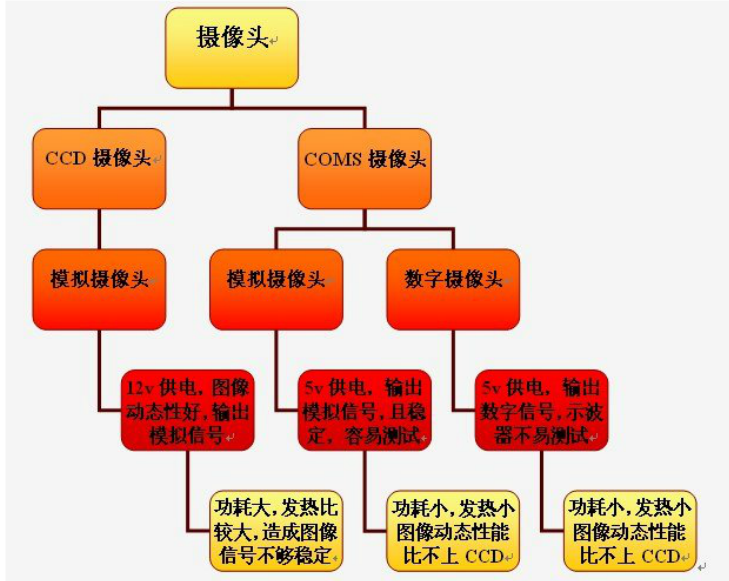 摄像头
CCD 摄像头
COMS 摄像头
模拟摄像头
模拟摄像头
数字摄像头
12v 供电，图像
动态性好，输出
模拟信号
5v 供电，输出
模拟信号，且稳
定，容易测试
5v 供电，输出
数字信号，示波
器不易测试
功耗大，发热比
较大，造成图像
信号不够稳定
功耗小，发热小
图像动态性能
比不上 CCD
功耗小，发热小
图像动态性能
比不上 CCD